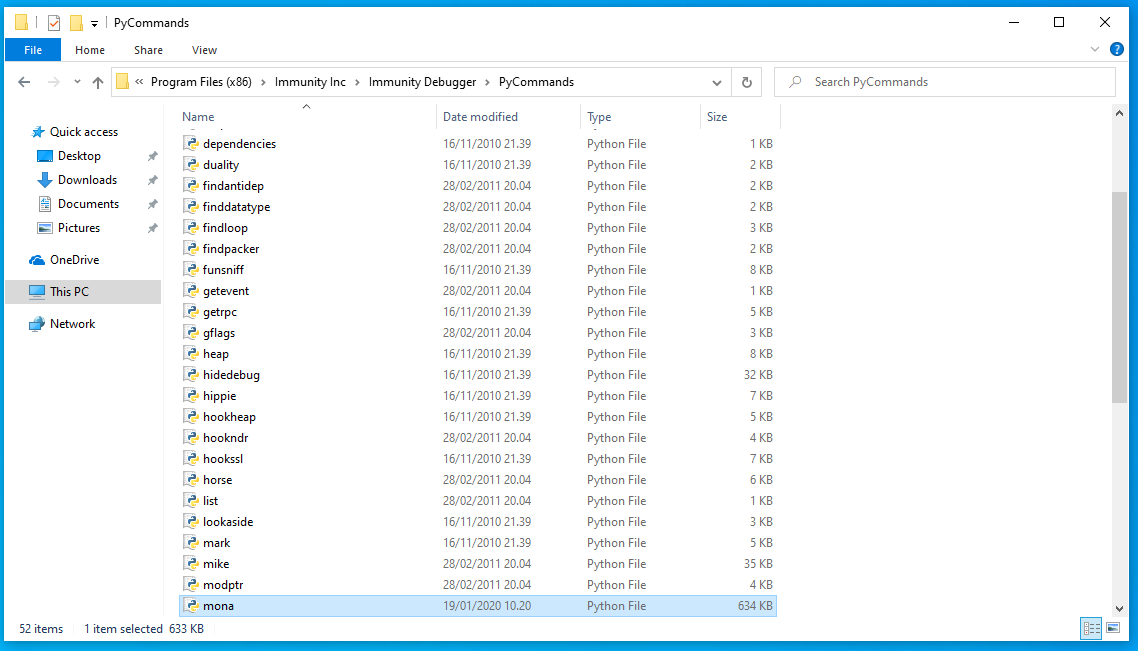 PyCommands
File Home Share View
« Program Files (x86) > Immunity Inc > Immunity Debugger > PyCommands
Search PyCommands
Quick access
Desktop
Downloads
Documents
Pictures
OneDrive
This PC
Network
Name Date modified Type Size
dependencies 16/11/2010 21.39 Python File 1 KB
duality 16/11/2010 21.39 Python File 2 KB
findantidep 28/02/2011 20.04 Python File 2 KB
finddatatype 28/02/2011 20.04 Python File 2 KB
findloop 28/02/2011 20.04 Python File 3 KB
findpacker 28/02/2011 20.04 Python File 2 KB
funsniff 16/11/2010 21.39 Python File 8 KB
getevent 28/02/2011 20.04 Python File 1 KB
getrpc 16/11/2010 21.39 Python File 5 KB
gflags 28/02/2011 20.04 Python File 3 KB
heap 16/11/2010 21.39 Python File 8 KB
hidedebug 16/11/2010 21.39 Python File 32 KB
hippie 16/11/2010 21.39 Python File 7 KB
hookheap 16/11/2010 21.39 Python File 5 KB
hookndr 28/02/2011 20.04 Python File 4 KB
hookssl 16/11/2010 21.39 Python File 7 KB
horse 28/02/2011 20.04 Python File 6 KB
list 28/02/2011 20.04 Python File 1 KB
lookaside 16/11/2010 21.39 Python File 3 KB
mark 16/11/2010 21.39 Python File 5 KB
mike 28/02/2011 20.04 Python File 35 KB
modptr 28/02/2011 20.04 Python File 4 KB
mona 19/01/2020 10.20 Python File 634 KB
52 items 1 item selected 633 KB